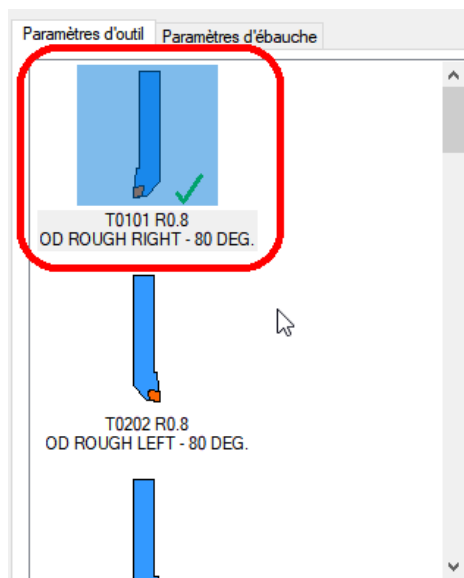 Paramètres d'outil
Paramètres d'ébauche
T0101 R0.8
OD ROUGH RIGHT - 80 DEG.
T0202 R0.8
OD ROUGH LEFT - 80 DEG.